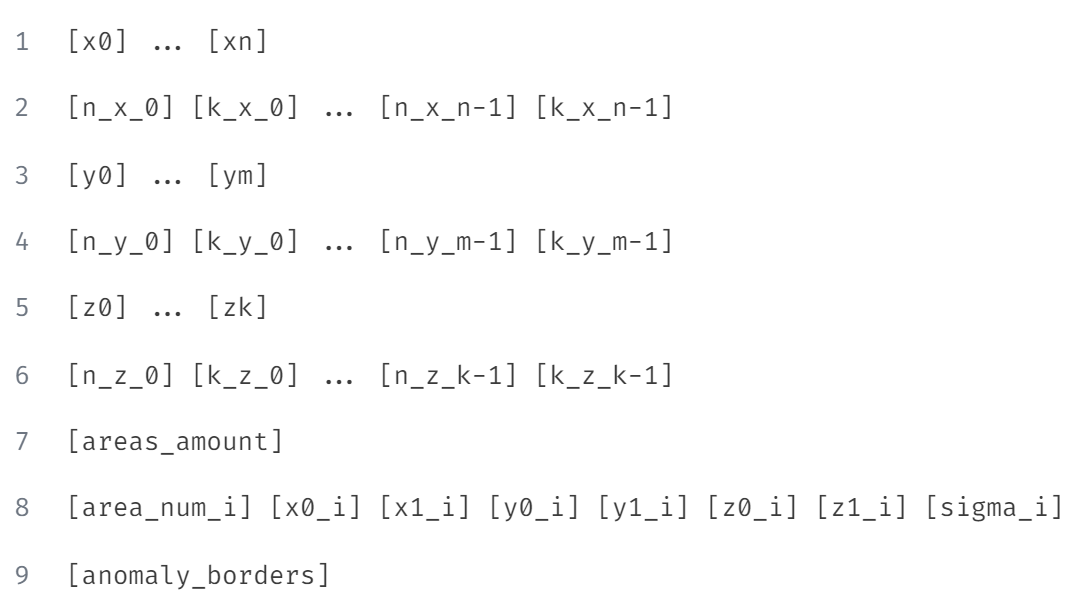 1 [x0] ... [xn]
2 [n_x_0] [k_x_0] ... [n_x_n-1] [k_x_n-1]
3 [y0] ... [ym]
4 [n_y_0] [k_y_0] ... [n_y_m-1] [k_y_m-1]
5 [z0] ... [zk]
6 [n_z_0] [k_z_0] ... [n_z_k-1] [k_z_k-1]
7 [areas_amount]
8 [area_num_i] [x0_i] [x1_i] [y0_i] [y1_i] [z0_i] [z1_i] [sigma_i]
9 [anomaly_borders]